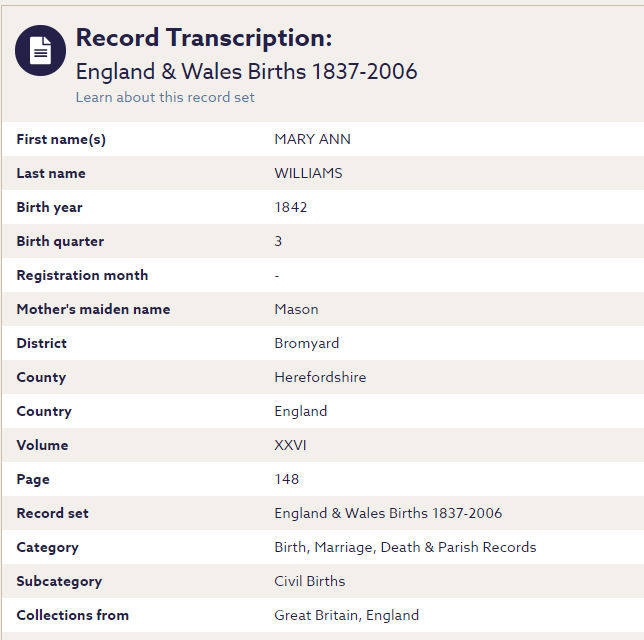 Record Transcription:
England & Wales Births 1837-2006
Learn about this record set
First name(s) MARY ANN
Last name WILLIAMS
Birth year 1842
Birth quarter 3
Registration month -
Mother's maiden name Mason
District Bromyard
County Herefordshire
Country England
Volume XXVI
Page 148
Record set England & Wales Births 1837-2006
Category Birth, Marriage, Death & Parish Records
Subcategory Civil Births
Collections from Great Britain, England